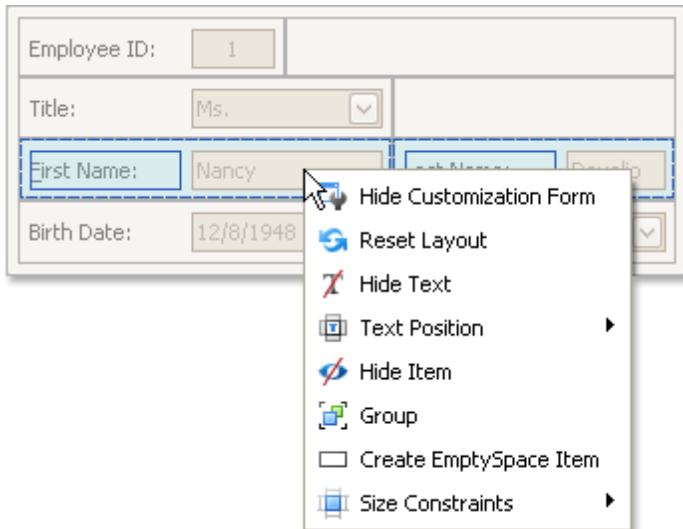 Employee ID: 1
Title: Ms.
First Name: Nancy
Birth Date: 12/8/1948
Hide Customization Form
Reset Layout
Hide Text
Text Position
Hide Item
Group
Create EmptySpace Item
Size Constraints